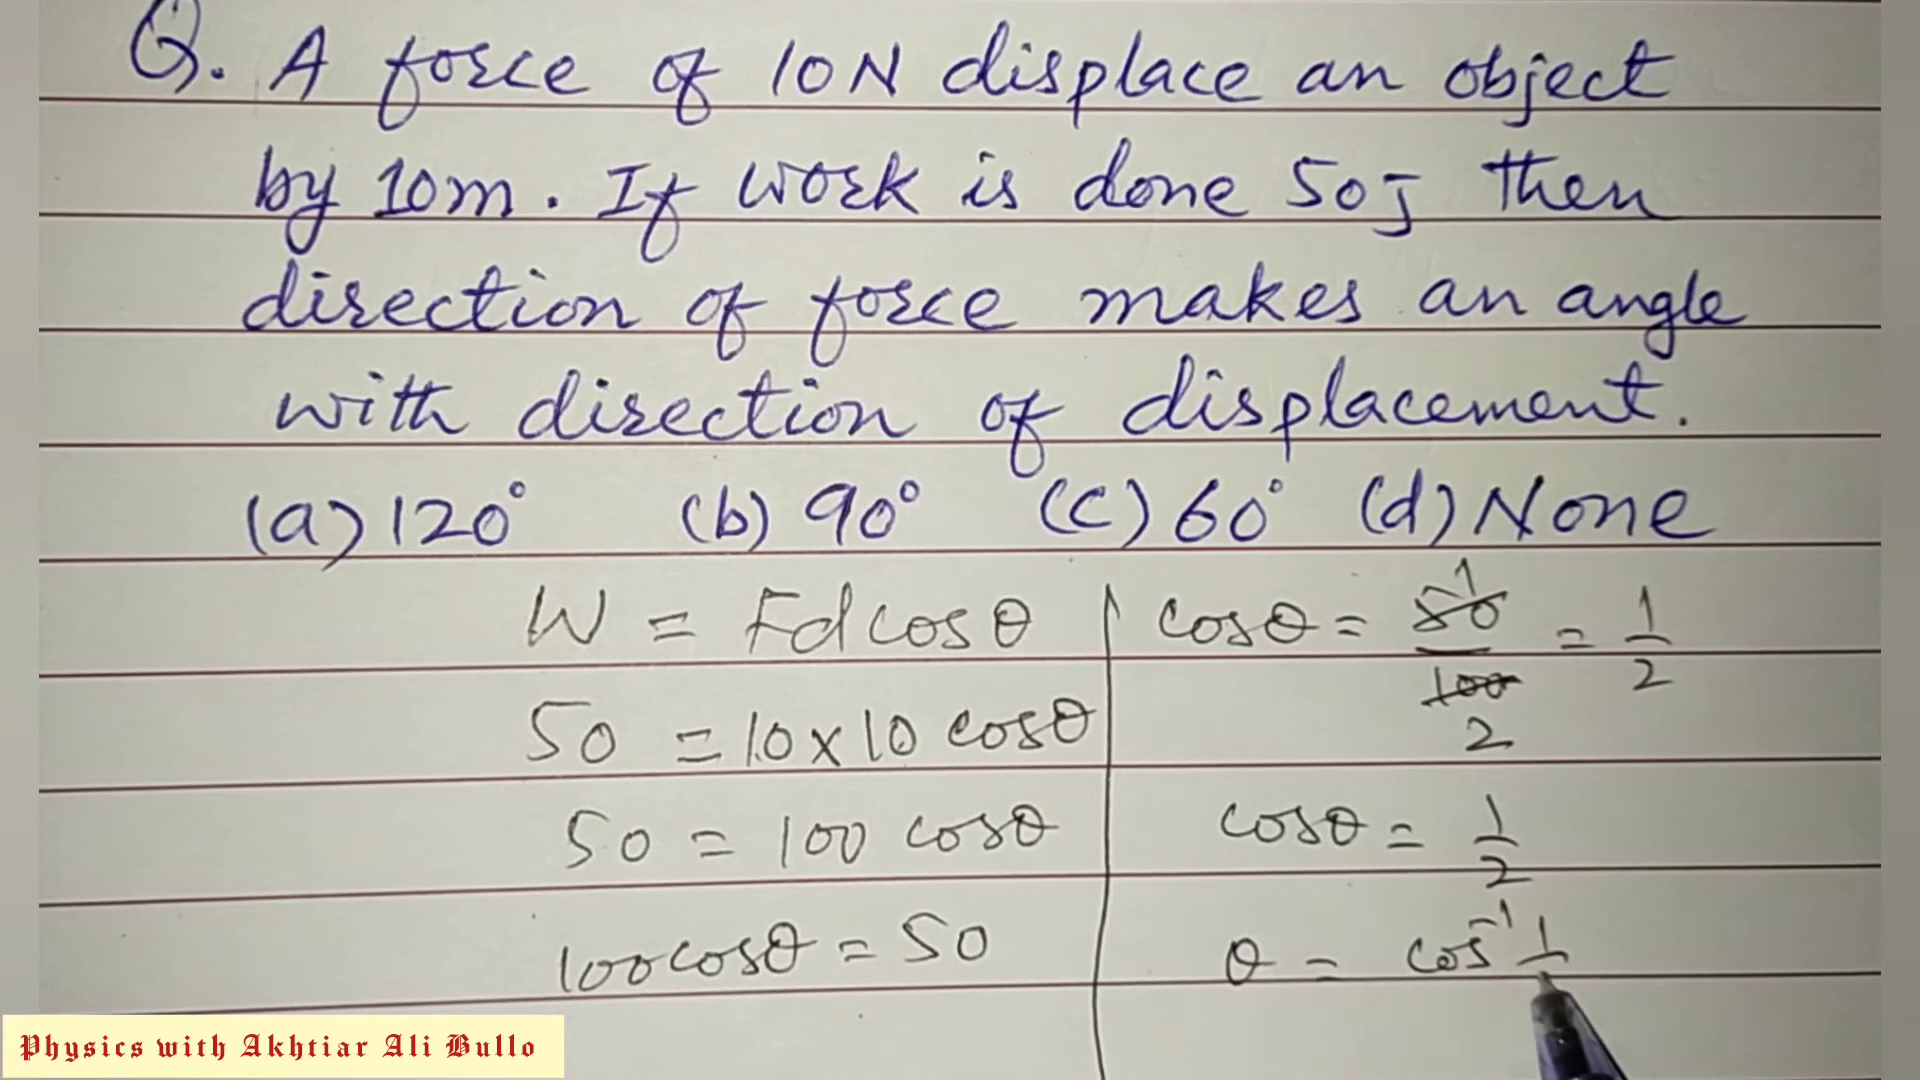 Q. A force of 10N displace an object
by 10m. If work is done 50J then
direction of force makes an angle
with direction of displacement.
(a) 120° (b) 90° (c) 60° (d) None
W = Fd cosθ
50 = 10×10 cosθ
50 = 100 cosθ
100cosθ = 50
cosθ = 50/100 = 1/2
1
2
cosθ = 1/2
θ = cos⁻¹ 1
Physics with Akhtiar Ali Bullo